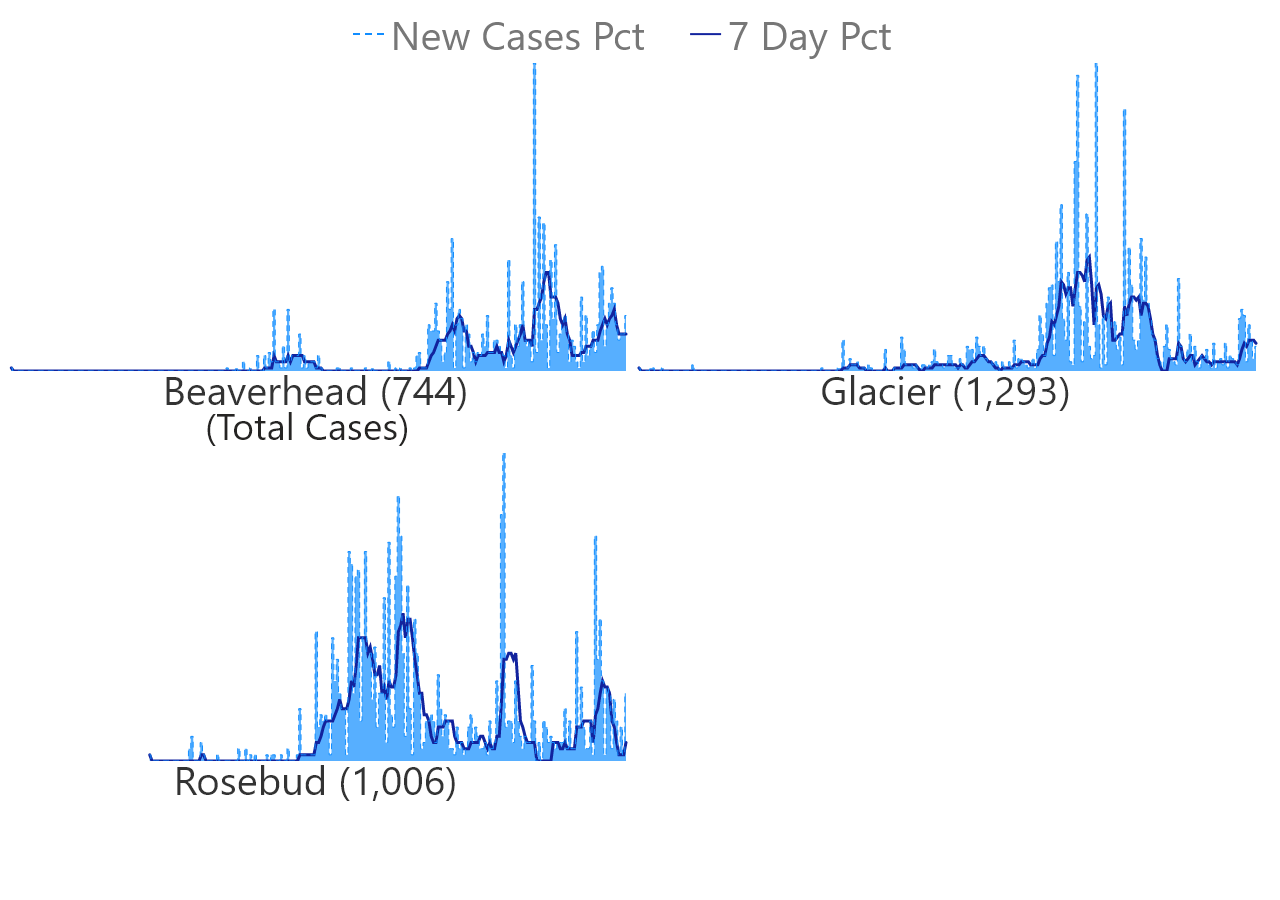 New Cases Pct 7 Day Pct
Beaverhead (744)
(Total Cases)
Glacier (1,293)
Rosebud (1,006)